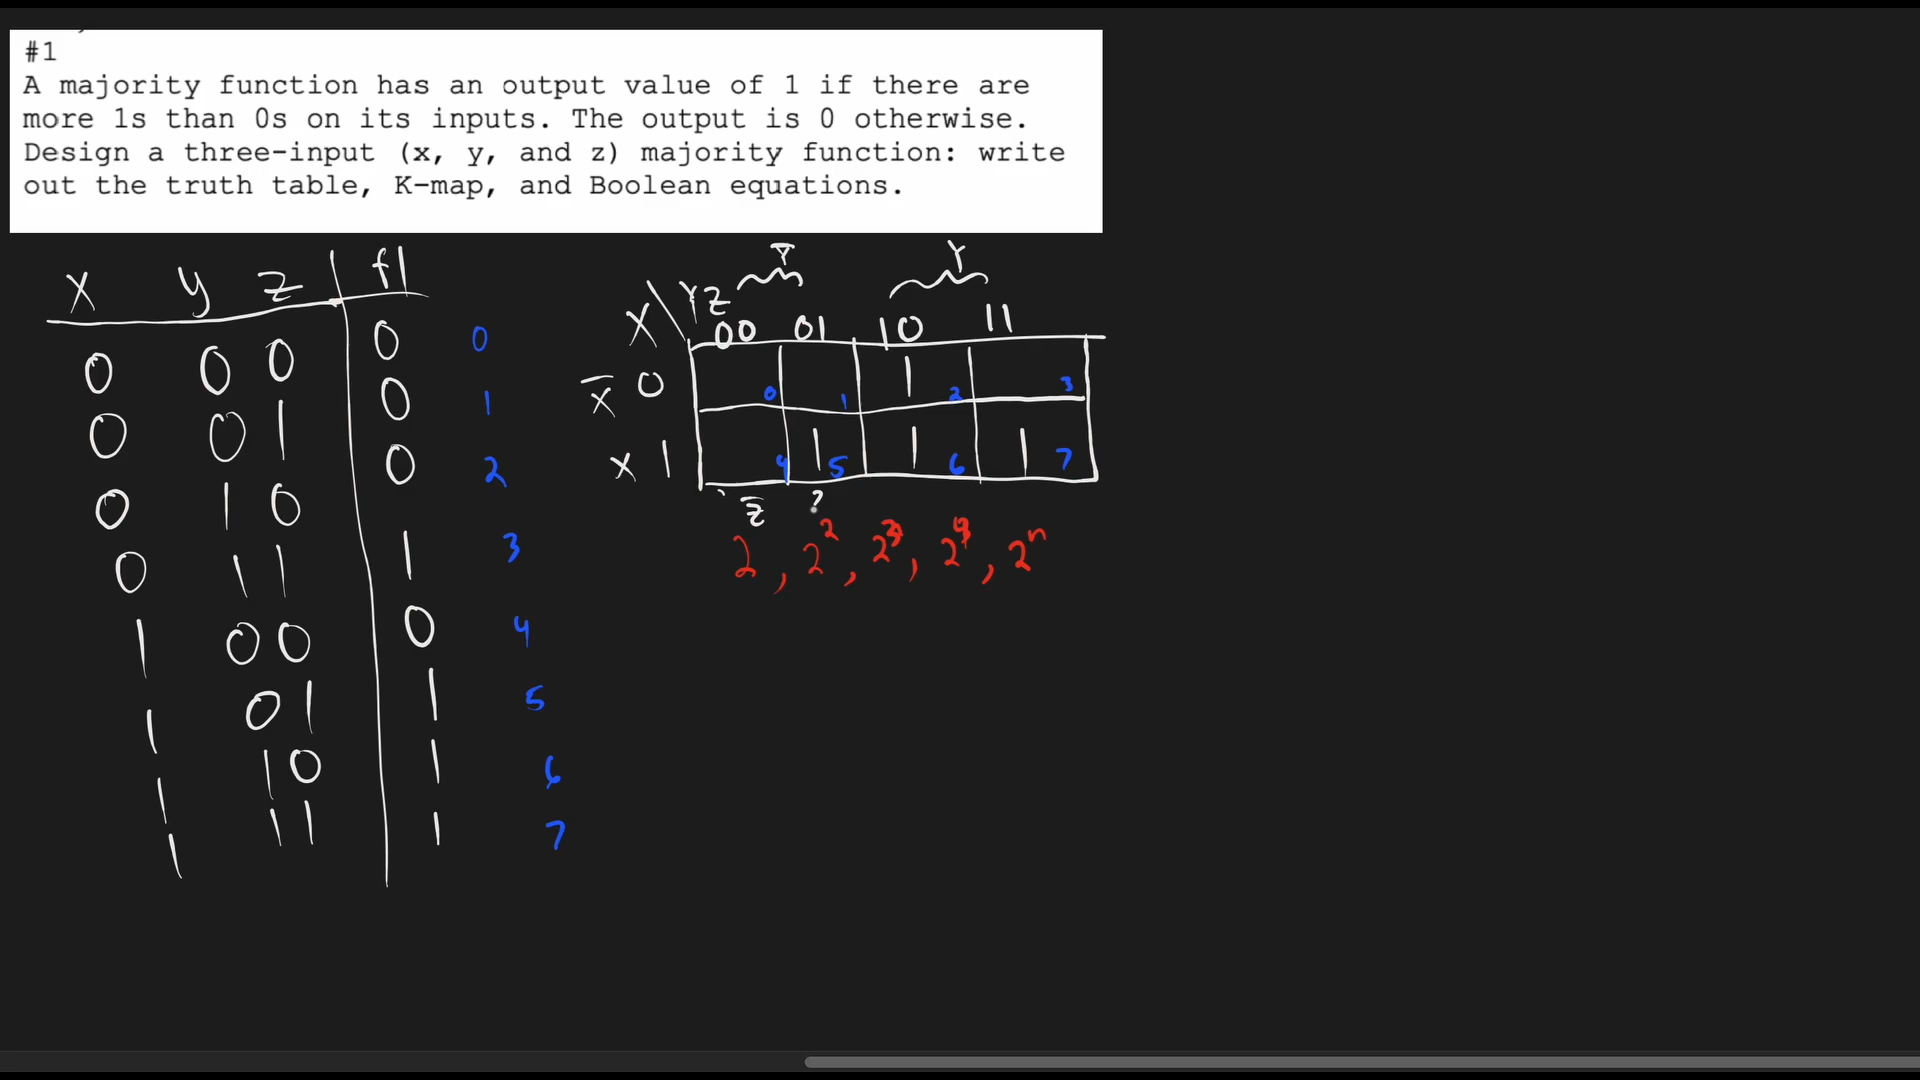 #1
A majority function has an output value of 1 if there are
more 1s than 0s on its inputs. The output is 0 otherwise.
Design a three-input (x, y, and z) majority function: write
out the truth table, K-map, and Boolean equations.
x y z | f1
0 0 0 0 0
0 0 1 0 1
0 1 0 0 2
0 1 1 1 3
1 0 0 0 4
1 0 1 1 5
1 1 0 1 6
1 1 1 1 7
Y̅ Y
X \ YZ
00 01 10 11
x̅ 0 0 1 1 2 3
x 1 4 1 5 1 6 1 7
z̅ ?
2, 2², 2³, 2⁴, 2ⁿ